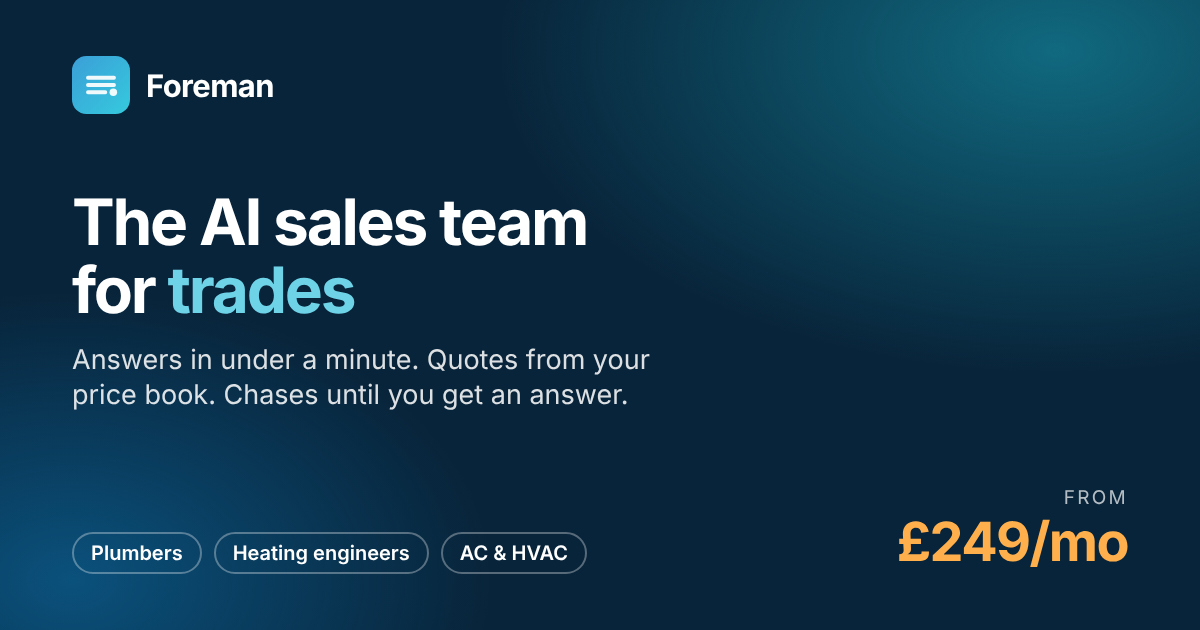 Foreman
The AI sales team
for trades
Answers in under a minute. Quotes from your
price book. Chases until you get an answer.
Plumbers
Heating engineers
AC & HVAC
FROM
£249/mo